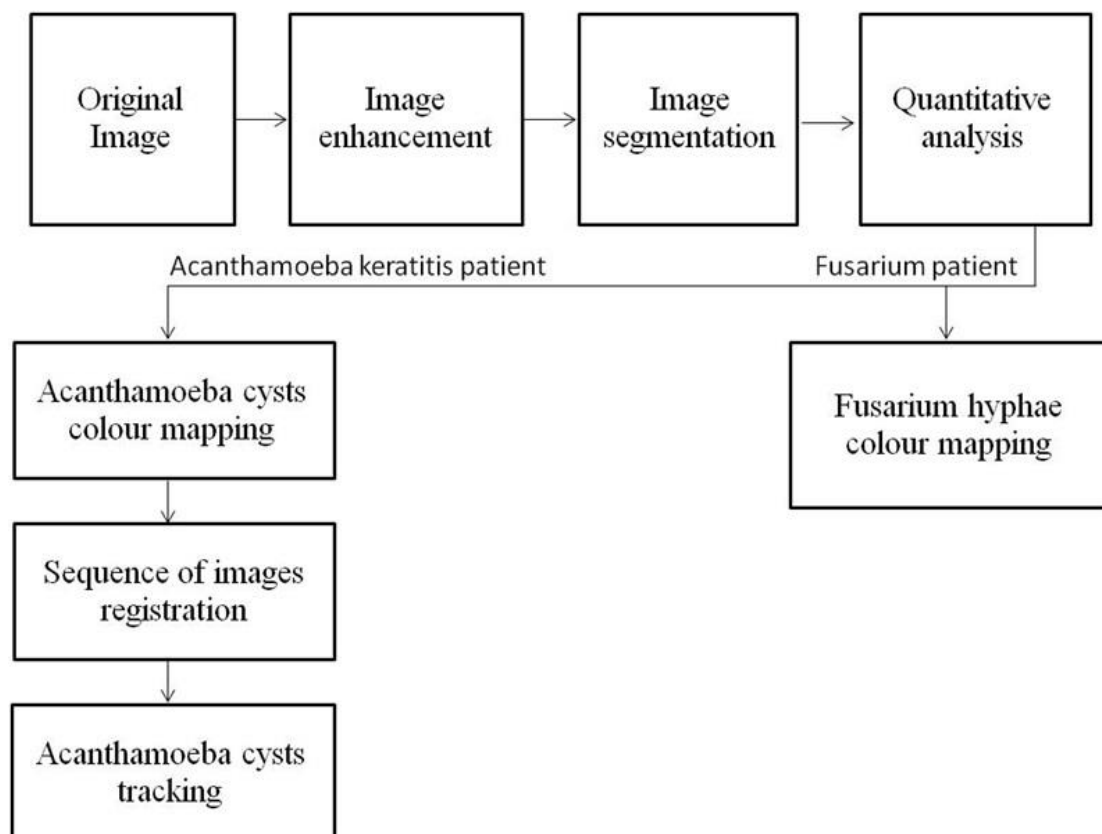 Original
Image
Image
enhancement
Image
segmentation
Quantitative
analysis
Acanthamoeba keratitis patient
Fusarium patient
Acanthamoeba cysts
colour mapping
Fusarium hyphae
colour mapping
Sequence of images
registration
Acanthamoeba cysts
tracking